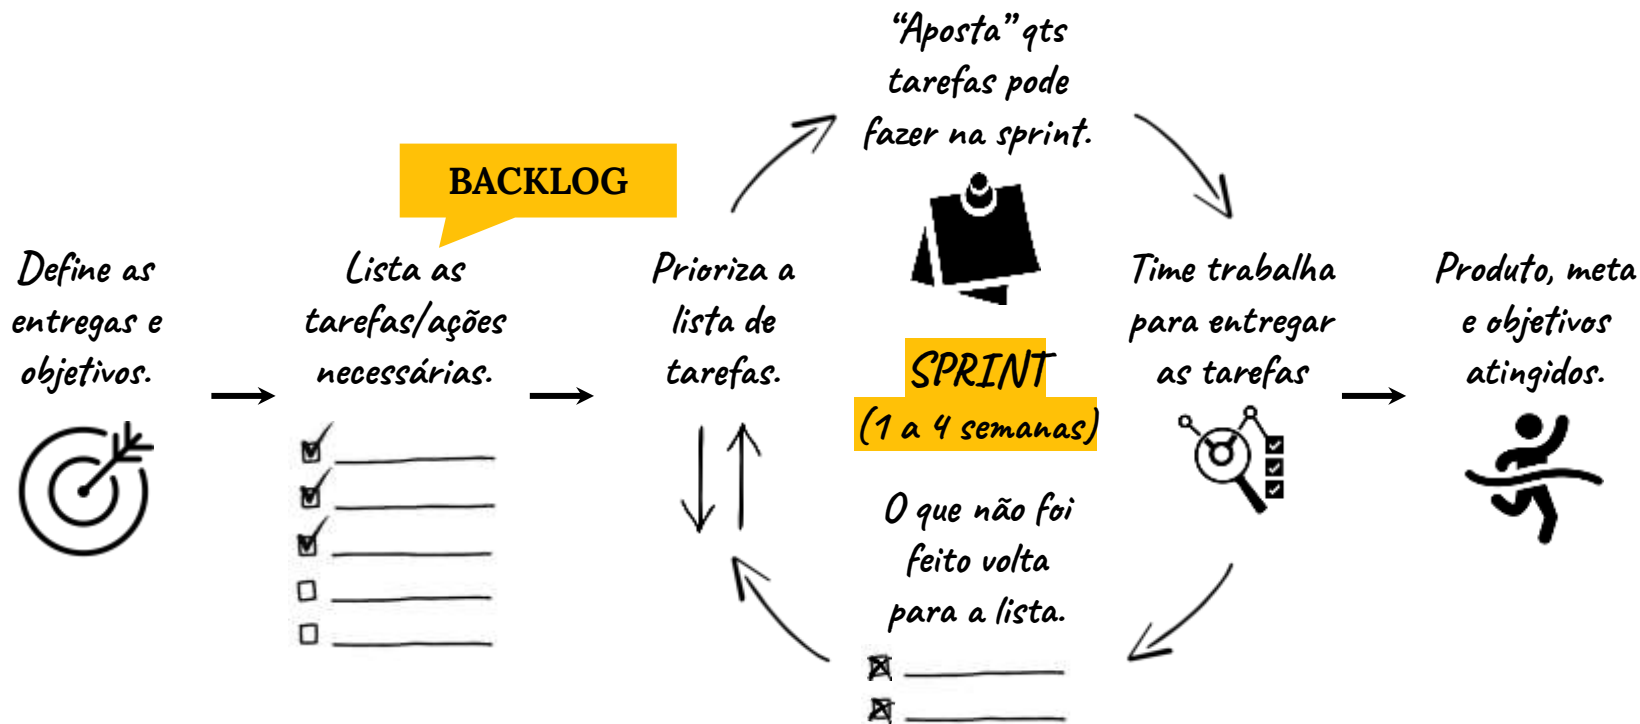 Define as
entregas e
objetivos.
BACKLOG
Lista as
tarefas/ações
necessárias.
Prioriza a
lista de
tarefas.
“Aposta” qts
tarefas pode
fazer na sprint.
SPRINT
(1 a 4 semanas)
Time trabalha
para entregar
as tarefas
O que não foi
feito volta
para a lista.
Produto, meta
e objetivos
atingidos.